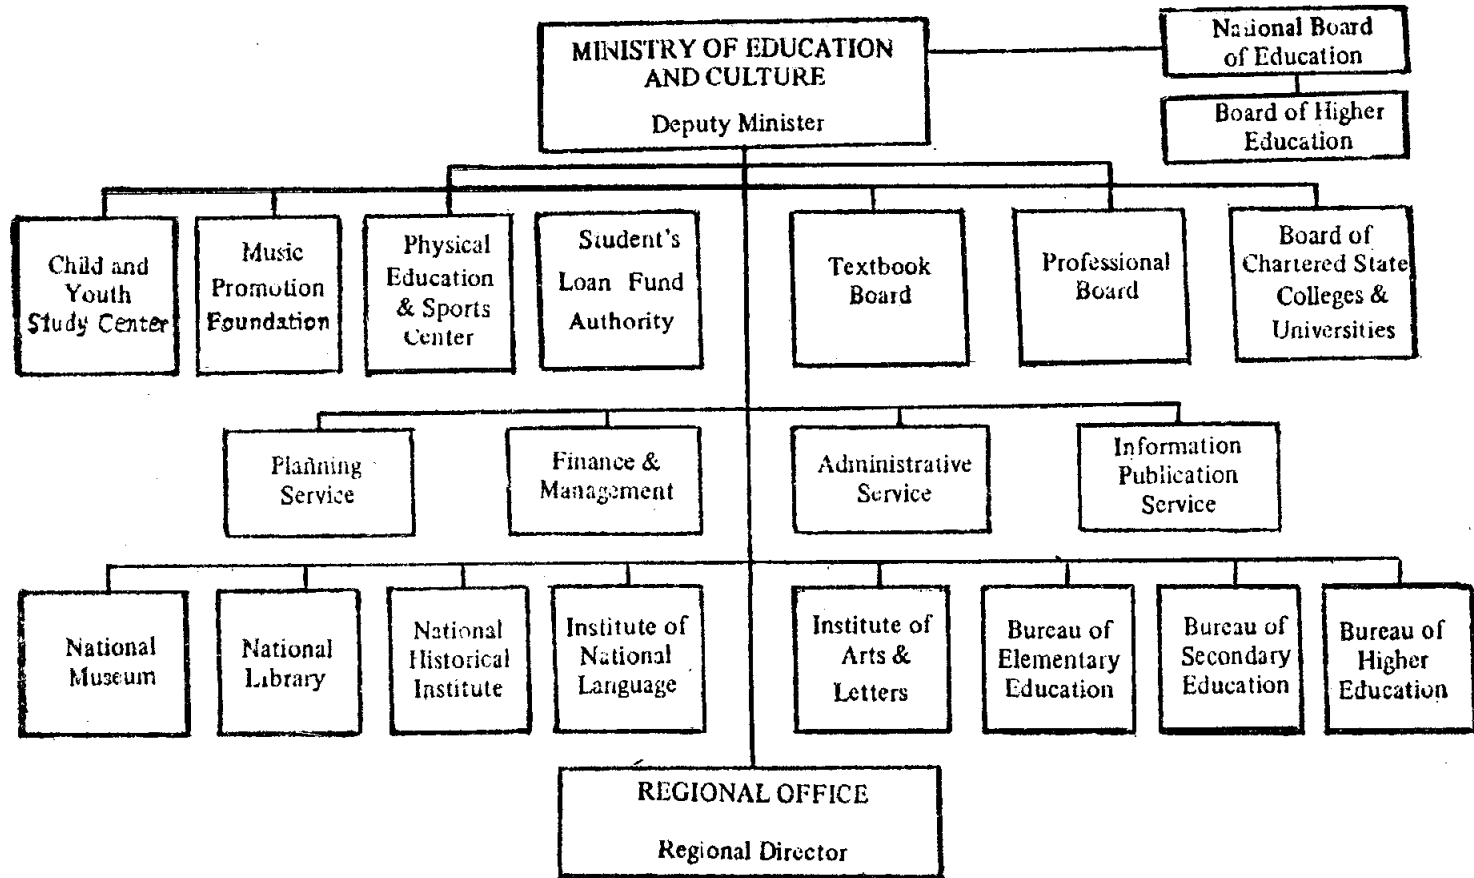 MINISTRY OF EDUCATION
AND CULTURE
Deputy Minister
National Board
of Education
Board of Higher
Education
Child and
Youth
Study Center
Music
Promotion
Foundation
Physical
Education
& Sports
Center
Student's
Loan Fund
Authority
Textbook
Board
Professional
Board
Board of
Chartered State
Colleges &
Universities
Planning
Service
Finance &
Management
Administrative
Service
Information
Publication
Service
National
Museum
National
Library
National
Historical
Institute
Institute of
National
Language
Institute of
Arts &
Letters
Bureau of
Elementary
Education
Bureau of
Secondary
Education
Bureau of
Higher
Education
REGIONAL OFFICE
Regional Director